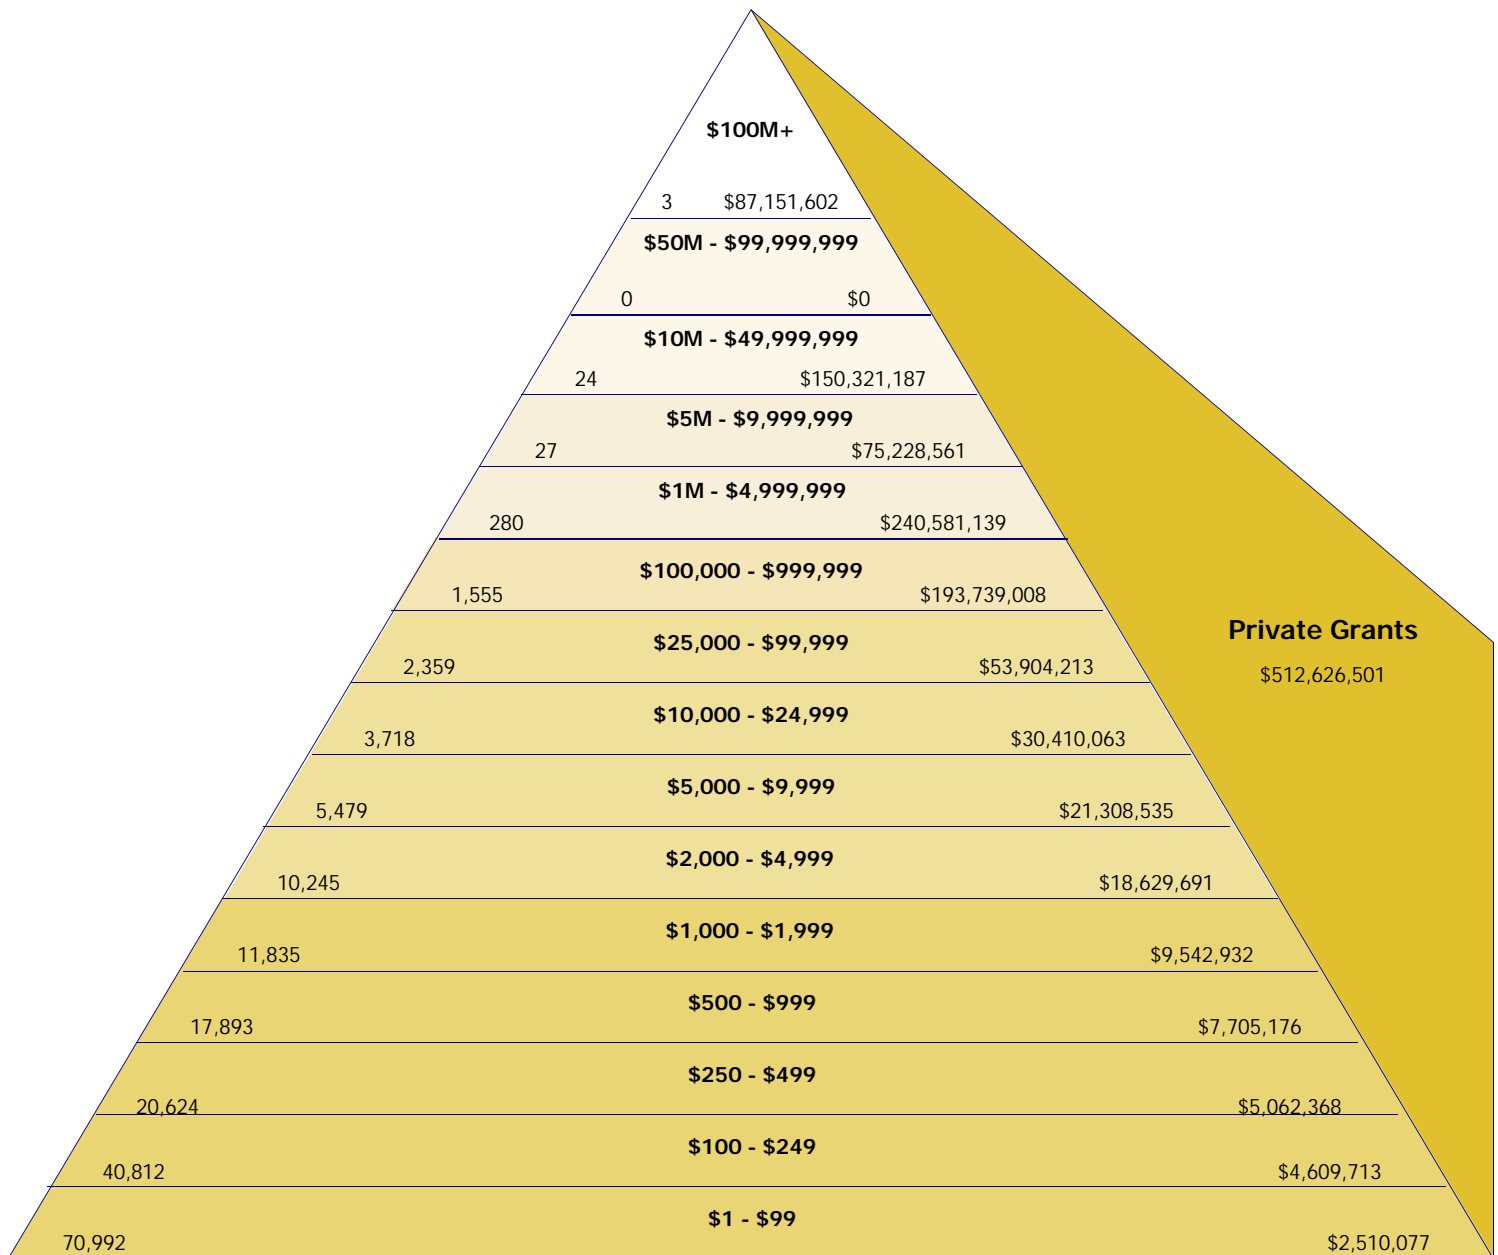 $100M+
3 $87,151,602
$50M - $99,999,999
0 $0
$10M - $49,999,999
24 $150,321,187
$5M - $9,999,999
27 $75,228,561
$1M - $4,999,999
280 $240,581,139
$100,000 - $999,999
1,555 $193,739,008
$25,000 - $99,999
2,359 $53,904,213
$10,000 - $24,999
3,718 $30,410,063
$5,000 - $9,999
5,479 $21,308,535
$2,000 - $4,999
10,245 $18,629,691
$1,000 - $1,999
11,835 $9,542,932
$500 - $999
17,893 $7,705,176
$250 - $499
20,624 $5,062,368
$100 - $249
40,812 $4,609,713
$1 - $99
70,992 $2,510,077
Private Grants
$512,626,501